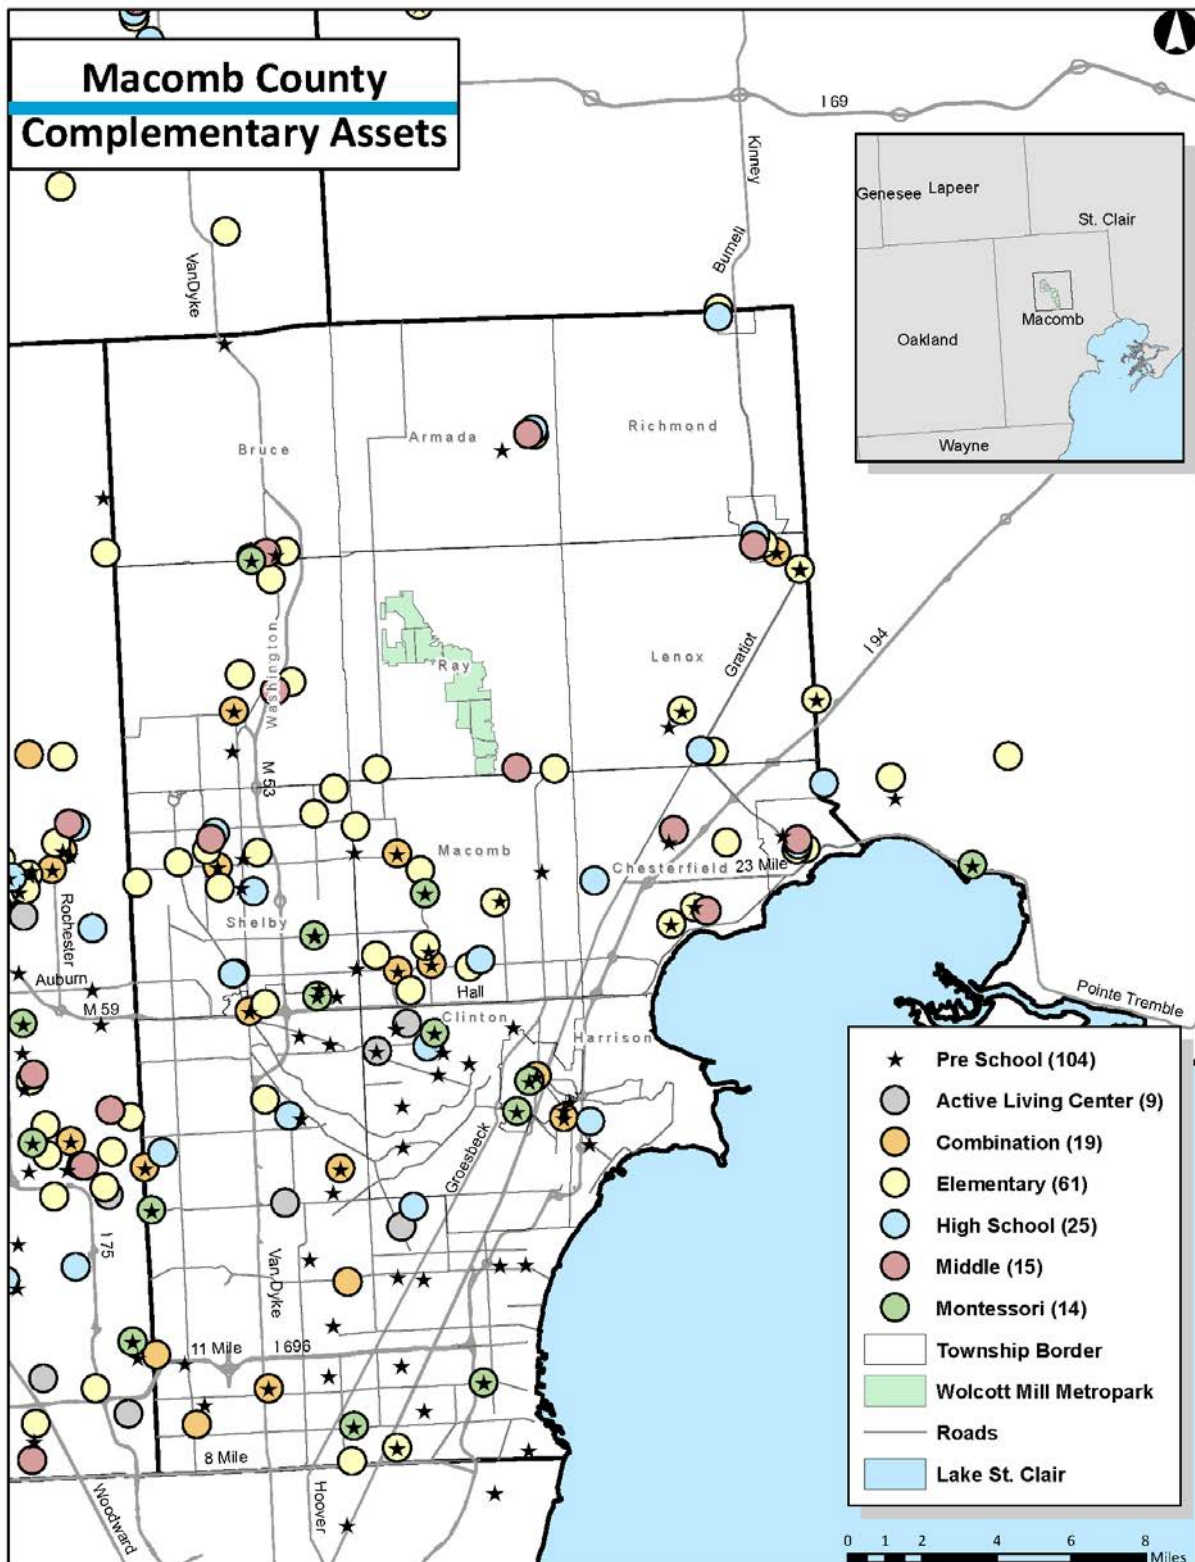 Macomb County
Complementary Assets
I 69
Kinney
Genesee
Lapeer
St. Clair
Burnell
VanDyke
Macomb
Oakland
Wayne
Bruce
Armada
Richmond
I 94
Gratiot
Washington
Ray
Lenox
M 53
Macomb
Chesterfield
23 Mile
Rochester
Shelby
Auburn
M 59
Hall
Clinton
Harrison
Pointe Tremble
Groesbeck
I 75
Van Dyke
11 Mile
I 696
8 Mile
Woodward
Hoover
Pre School (104)
Active Living Center (9)
Combination (19)
Elementary (61)
High School (25)
Middle (15)
Montessori (14)
Township Border
Wolcott Mill Metropark
Roads
Lake St. Clair
0 1 2 4 6 8
Miles